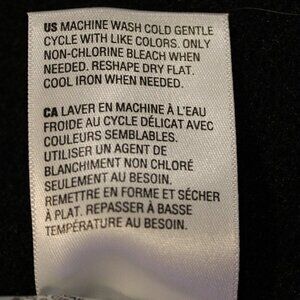 US MACHINE WASH COLD GENTLE
CYCLE WITH LIKE COLORS. ONLY
NON-CHLORINE BLEACH WHEN
NEEDED. RESHAPE DRY FLAT.
COOL IRON WHEN NEEDED.
CA LAVER EN MACHINE À L'EAU
FROIDE AU CYCLE DÉLICAT AVEC
COULEURS SEMBLABLES.
UTILISER UN AGENT DE
BLANCHIMENT NON CHLORÉ
SEULEMENT AU BESOIN.
REMETTRE EN FORME ET SÉCHER
À PLAT. REPASSER À BASSE
TEMPÉRATURE AU BESOIN.